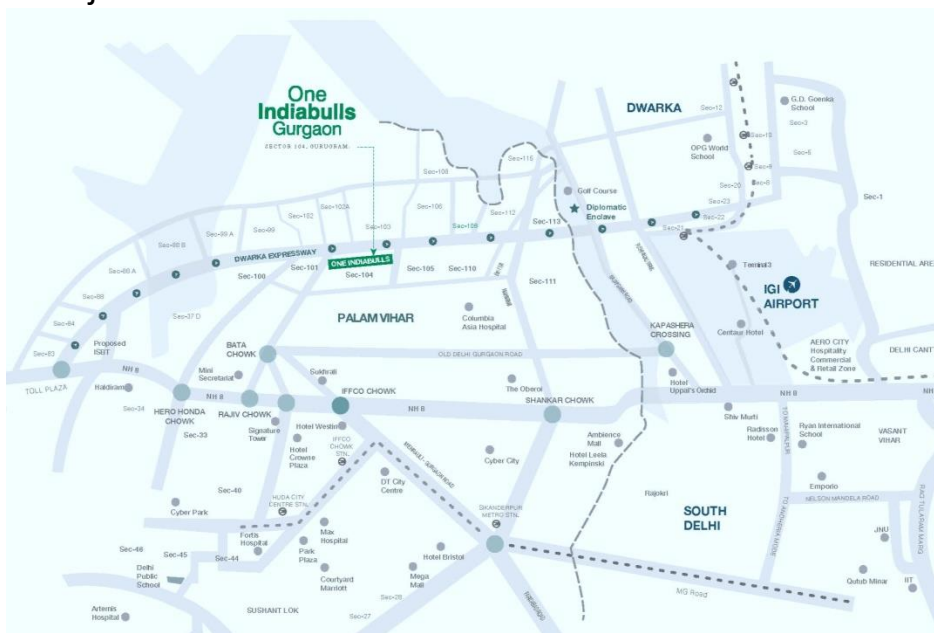 One
Indiabulls
Gurgaon
SECTOR 104, GURUGRAM.
DWARKA
Sec-12
G.D. Goenka
School
Sec-3
OPG World
School
Sec-5
Sec-20
Sec-1
Sec-115
Sec-108
Golf Course
Diplomatic
Enclave
Sec-22
Sec-21
Sec-112
Sec-113
Sec-106
Sec-109
Sec-102A
Sec-103
Sec-102
Sec-99
Sec-99 A
Sec-88 B
Sec-88 A
Sec-88
Sec-84
Sec-83
DWARKA EXPRESSWAY
ONE INDIABULLS
Sec-100
Sec-101
Sec-104
Sec-105
Sec-110
Sec-111
Terminal 3
IGI
AIRPORT
RESIDENTIAL AREA
Sec-37 D
PALAM VIHAR
Columbia
Asia Hospital
KAPASHERA
CROSSING
Centaur Hotel
AERO CITY
Hospitality
Commercial
& Retail Zone
DELHI CANTT
Proposed
ISBT
BATA
CHOWK
OLD DELHI GURGAON ROAD
TOLL PLAZA
NH 8
Haldiram
Mini
Secretariat
Sukhrali
IFFCO CHOWK
The Oberoi
SHANKAR CHOWK
Hotel
Uppal's Orchid
Sec-34
HERO HONDA
CHOWK
NH 8
RAJIV CHOWK
NH 8
NH 8
Sec-33
Signature
Tower
Hotel Westin
Hotel
Crowne
Plaza
IFFCO
CHOWK
STN.
MEHRAULI - GURGAON ROAD
Cyber City
Ambience
Mall
Hotel Leela
Kempinski
Shiv Murti
Radisson
Hotel
Ryan International
School
VASANT
VIHAR
Sec-40
Cyber Park
HUDA CITY
CENTRE STN.
DT City
Centre
SIKANDERPUR
METRO STN.
Rajokri
SOUTH
DELHI
Emporio
NELSON MANDELA ROAD
RAO TULARAM MARG
Fortis
Hospital
Max
Hospital
Park
Plaza
Sec-46
Sec-45
Sec-44
Delhi
Public
School
Courtyard
Marriott
Hotel Bristol
Mega
Mall
JNU
Qutub Minar
IIT
MG Road
Artemis
Hospital
SUSHANT LOK
Sec-28
Sec-27